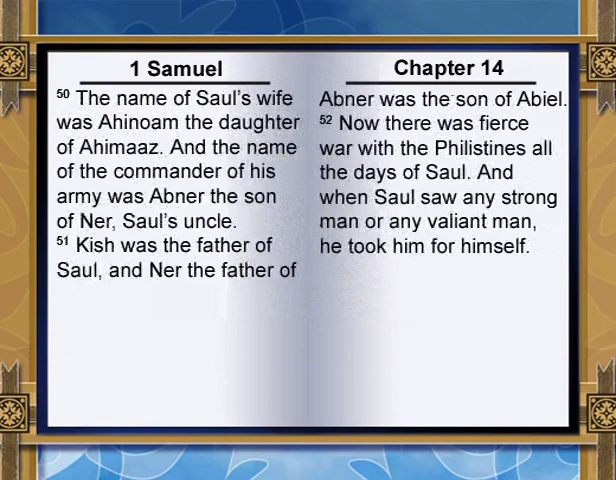 1 Samuel
50 The name of Saul's wife
was Ahinoam the daughter
of Ahimaaz. And the name
of the commander of his
army was Abner the son
of Ner, Saul's uncle.
51 Kish was the father of
Saul, and Ner the father of
Chapter 14
Abner was the son of Abiel.
52 Now there was fierce
war with the Philistines all
the days of Saul. And
when Saul saw any strong
man or any valiant man,
he took him for himself.